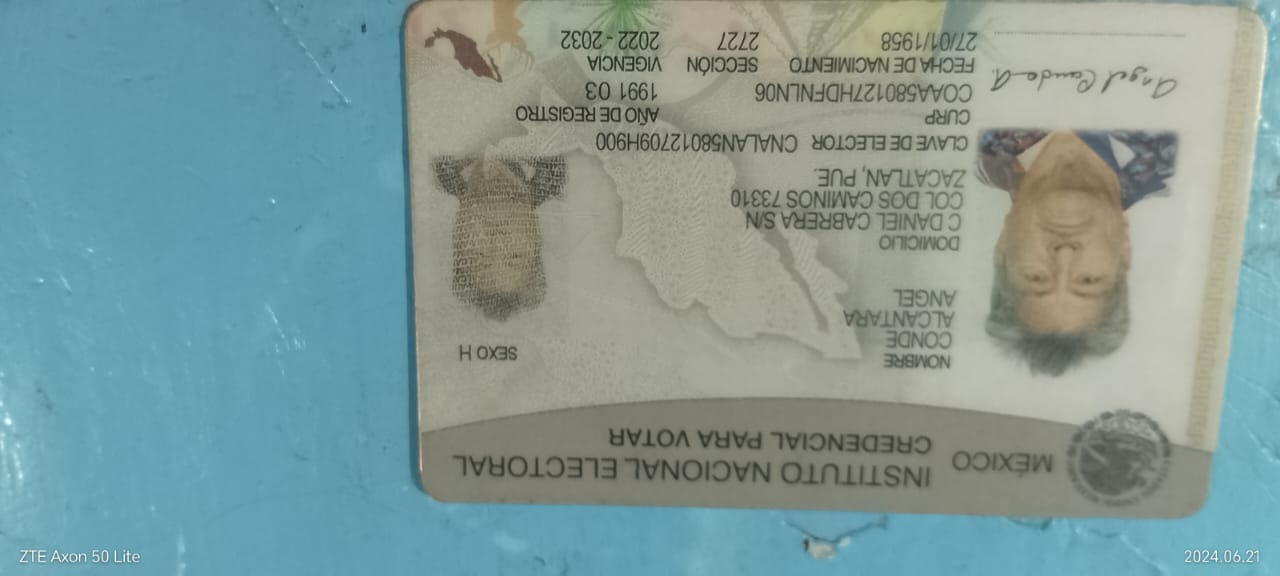 MÉXICO
INSTITUTO NACIONAL ELECTORAL
CREDENCIAL PARA VOTAR
NOMBRE
CONDE
ALCANTARA
ANGEL
SEXO H
DOMICILIO
C DANIEL CABRERA S/N
COL DOS CAMINOS 73310
ZACATLAN, PUE.
CLAVE DE ELECTOR CNALAN58012709H900
CURP
COAA580127HDFNLN06
AÑO DE REGISTRO
1991 03
FECHA DE NACIMIENTO
27/01/1958
SECCIÓN
2727
VIGENCIA
2022 - 2032
Angel
ZTE Axon 50 Lite
2024.06.21